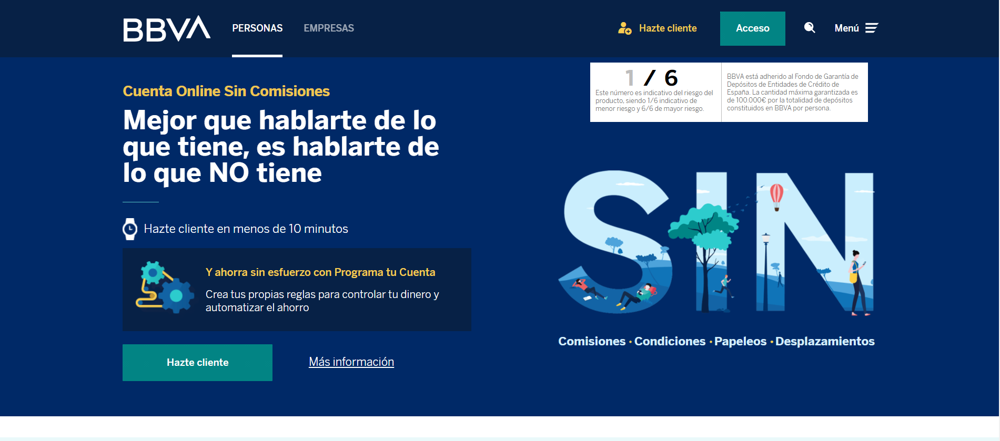 BBVA
PERSONAS
EMPRESAS
Hazte cliente
Acceso
Menú
Cuenta Online Sin Comisiones
Mejor que hablarte de lo
que tiene, es hablarte de
lo que NO tiene
Hazte cliente en menos de 10 minutos
Y ahorra sin esfuerzo con Programa tu Cuenta
Crea tus propias reglas para controlar tu dinero y
automatizar el ahorro
Hazte cliente
Más información
1 / 6
Este número es indicativo del riesgo del
producto, siendo 1/6 indicativo de
menor riesgo y 6/6 de mayor riesgo.
BBVA está adherido al Fondo de Garantía de
Depósitos de Entidades de Crédito de
España. La cantidad máxima garantizada es
de 100.000€ por la totalidad de depósitos
constituidos en BBVA por persona.
SIN
Comisiones · Condiciones · Papeleos · Desplazamientos